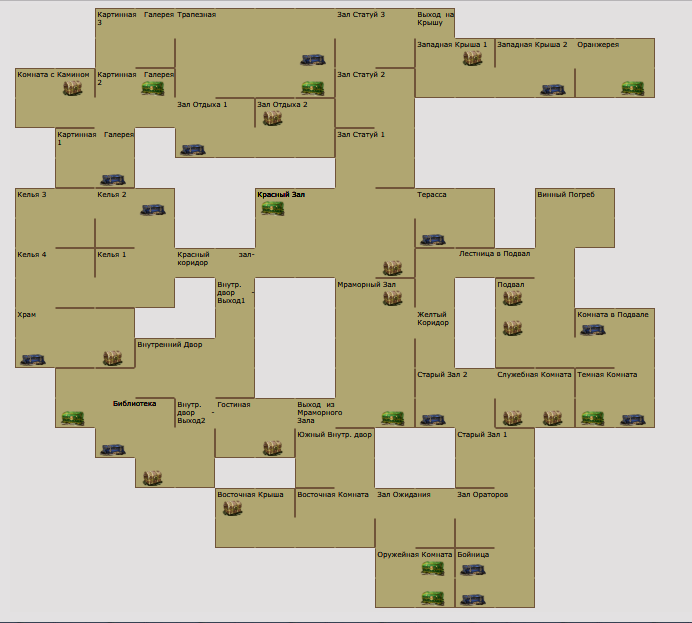 Картинная Галерея 3
Трапезная
Зал Статуй 3
Выход на Крышу
Западная Крыша 1
Западная Крыша 2
Оранжерея
Комната с Камином
Картинная Галерея 2
Зал Статуй 2
Зал Отдыха 1
Зал Отдыха 2
Картинная Галерея 1
Зал Статуй 1
Келья 3
Келья 2
Красный Зал
Терасса
Винный Погреб
Келья 4
Келья 1
Красный зал-коридор
Лестница в Подвал
Внутр. двор - Выход1
Мраморный Зал
Подвал
Храм
Желтый Коридор
Комната в Подвале
Внутренний Двор
Старый Зал 2
Служебная Комната
Темная Комната
Библиотека
Внутр. двор - Выход2
Гостиная
Выход из Мраморного Зала
Южный Внутр. двор
Старый Зал 1
Восточная Крыша
Восточная Комната
Зал Ожидания
Зал Ораторов
Оружейная Комната
Бойница